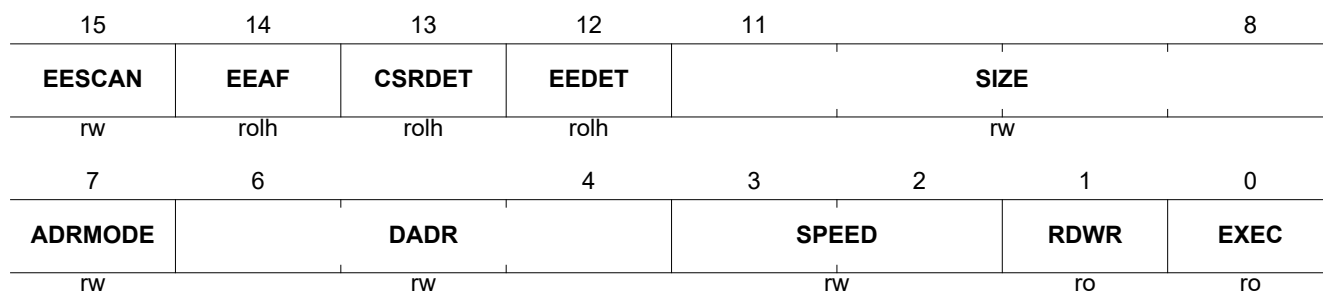 15 14 13 12 11 8
EESCAN EEAF CSRDET EEDET SIZE
rw rolh rolh rolh rw
7 6 4 3 2 1 0
ADRMODE DADR SPEED RDWR EXEC
rw rw rw ro ro